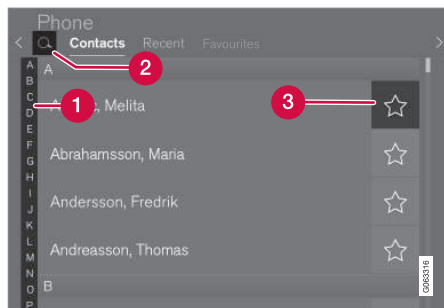 Phone
< Contacts Recent Favourites >
2
A
B
C
D
E
F
G
H
I
J
K
L
M
N
O
P
A
1
Melita
3
Abrahamsson, Maria
Andersson, Fredrik
Andreasson, Thomas
B
G063316